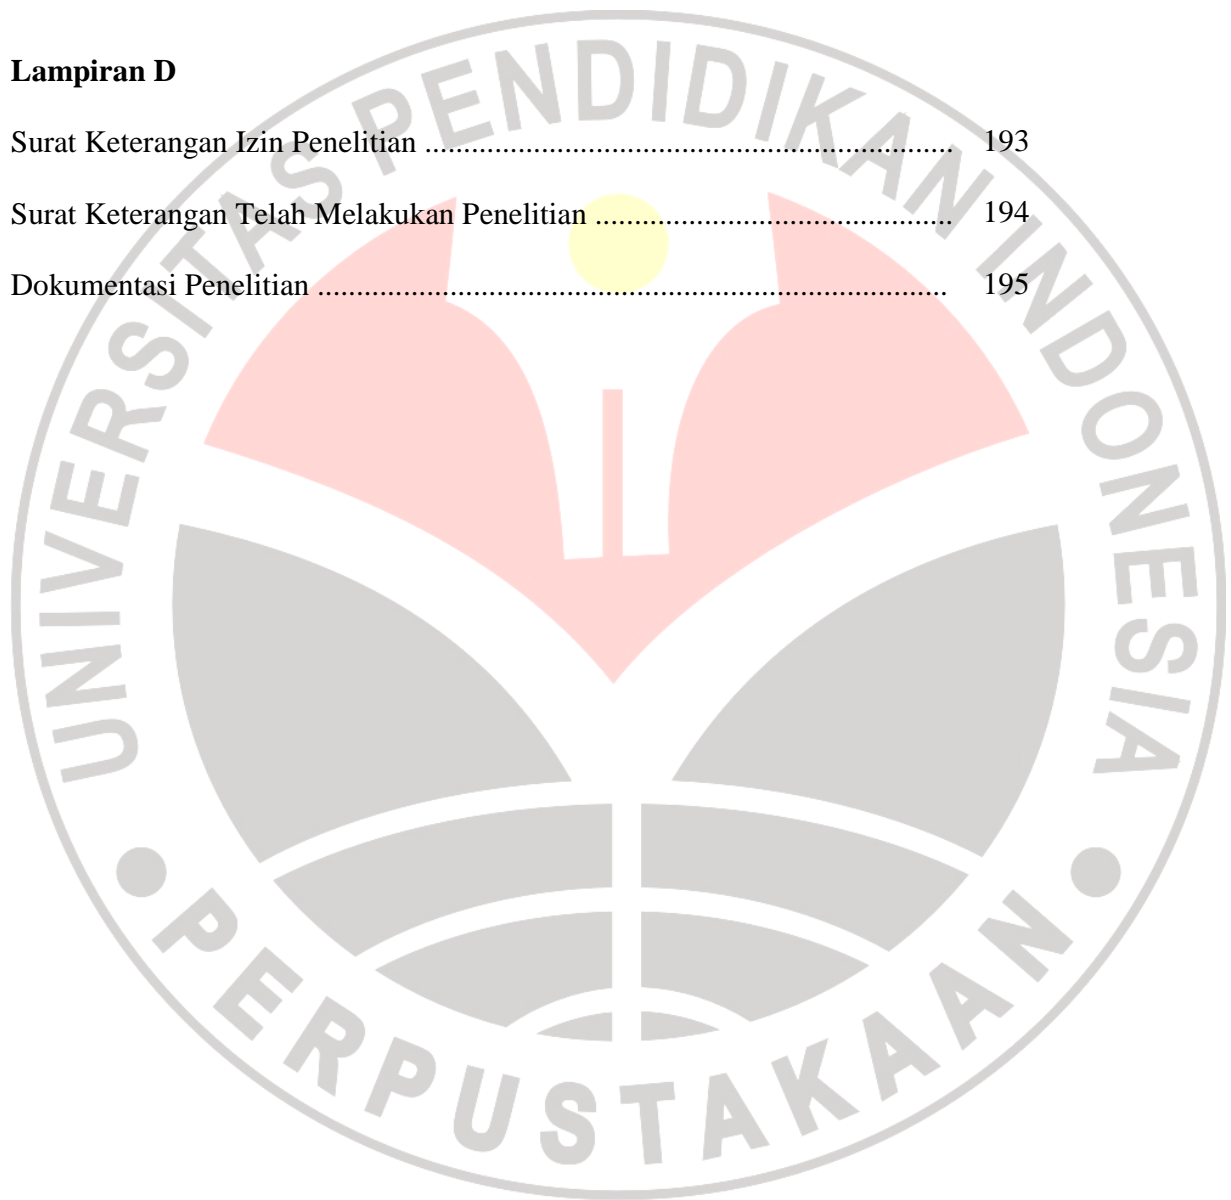 Lampiran D
Surat Keterangan Izin Penelitian ..................................................................... 193
Surat Keterangan Telah Melakukan Penelitian ............................................... 194
Dokumentasi Penelitian .................................................................................. 195
UNIVERSITAS PENDIDIKAN INDONESIA
PERPUSTAKAAN